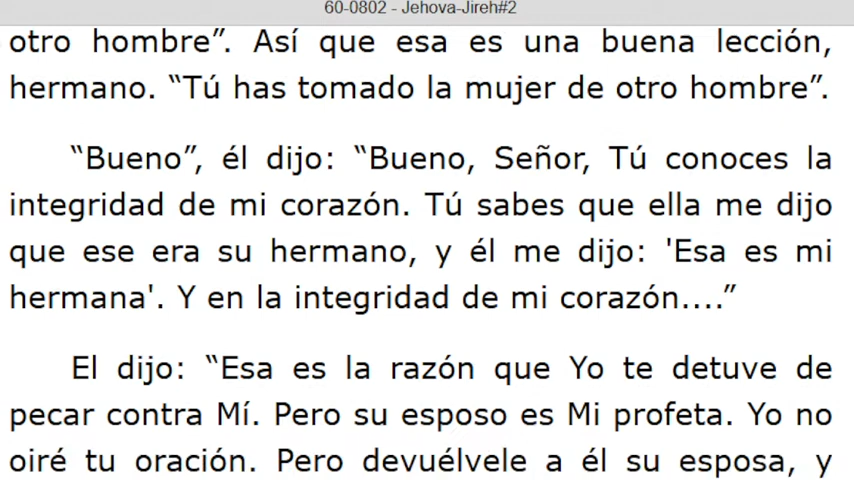 60-0802 - Jehova-Jireh#2
otro hombre”. Así que esa es una buena lección,
hermano. “Tú has tomado la mujer de otro hombre”.
“Bueno”, él dijo: “Bueno, Señor, Tú conoces la
integridad de mi corazón. Tú sabes que ella me dijo
que ese era su hermano, y él me dijo: 'Esa es mi
hermana'. Y en la integridad de mi corazón....”
El dijo: “Esa es la razón que Yo te detuve de
pecar contra Mí. Pero su esposo es Mi profeta. Yo no
oiré tu oración. Pero devuélvele a él su esposa, y